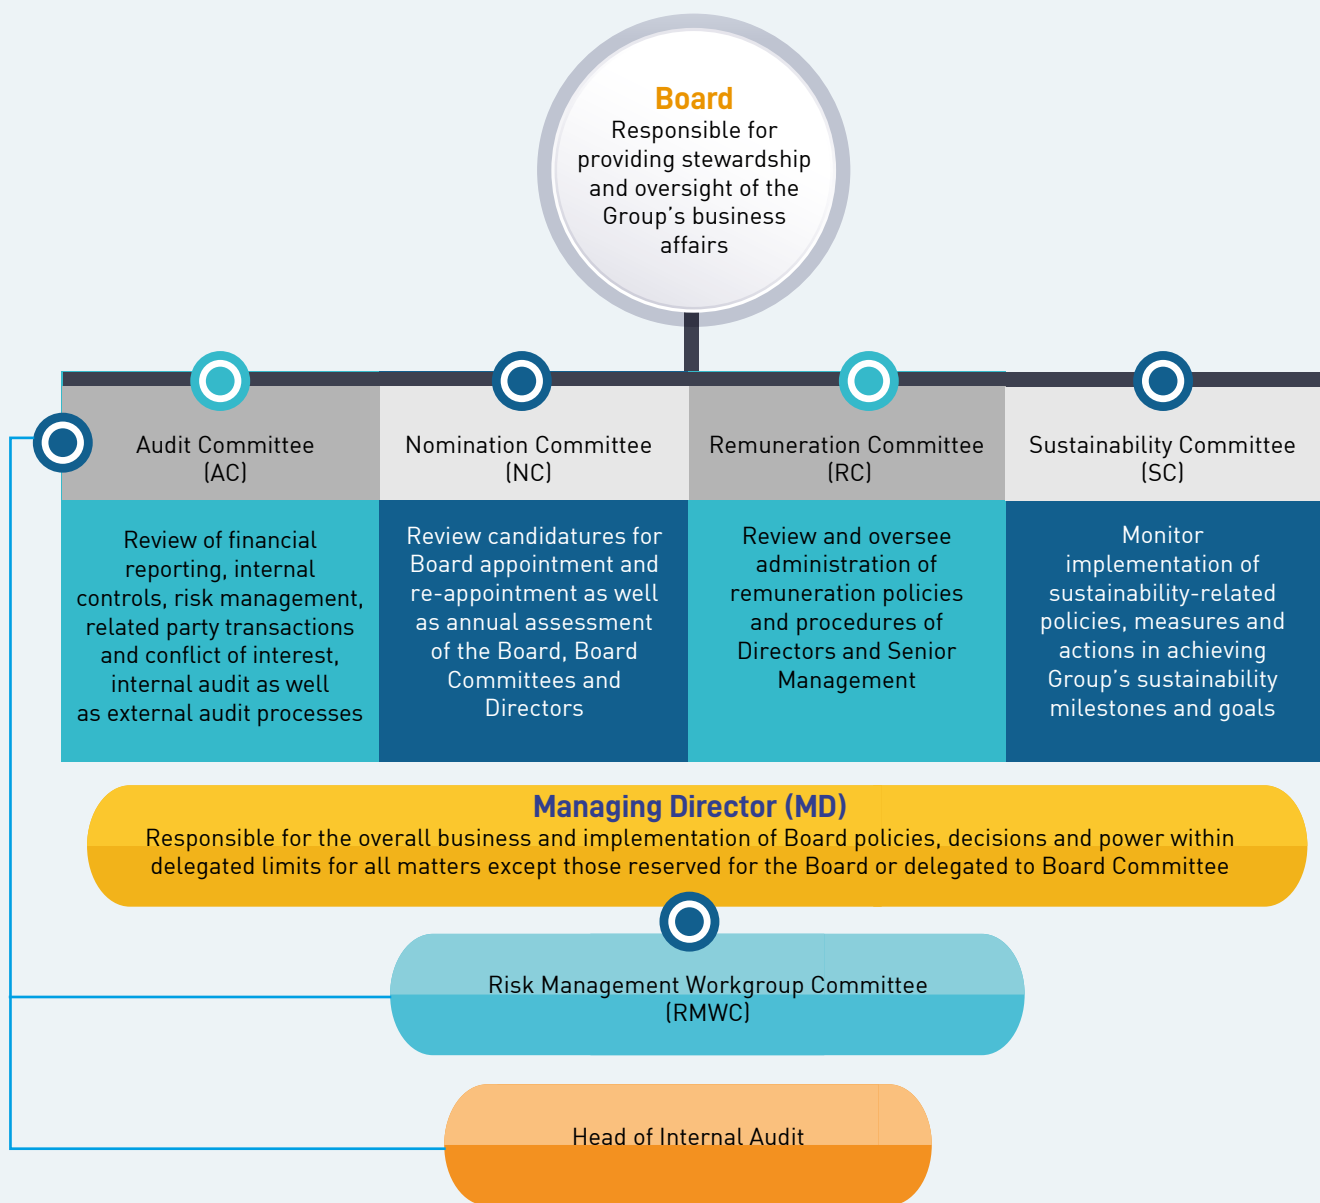 Board
Responsible for
providing stewardship
and oversight of the
Group's business
affairs
Audit Committee
(AC)
Review of financial
reporting, internal
controls, risk management,
related party transactions
and conflict of interest,
internal audit as well
as external audit processes
Nomination Committee
(NC)
Review candidatures for
Board appointment and
re-appointment as well
as annual assessment
of the Board, Board
Committees and
Directors
Remuneration Committee
(RC)
Review and oversee
administration of
remuneration policies
and procedures of
Directors and Senior
Management
Sustainability Committee
(SC)
Monitor
implementation of
sustainability-related
policies, measures and
actions in achieving
Group's sustainability
milestones and goals
Managing Director (MD)
Responsible for the overall business and implementation of Board policies, decisions and power within
delegated limits for all matters except those reserved for the Board or delegated to Board Committee
Risk Management Workgroup Committee
(RMWC)
Head of Internal Audit